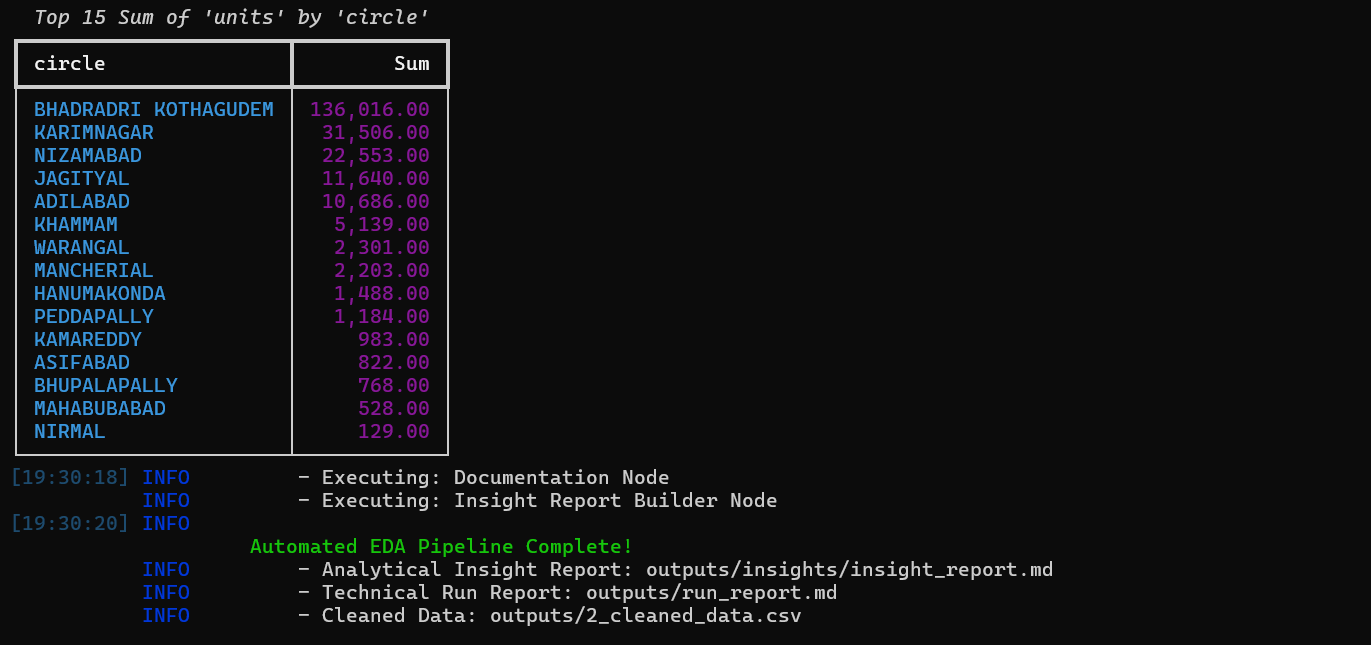 Top 15 Sum of 'units' by 'circle'
circle Sum
BHADRADRI KOTHAGUDEM 136,016.00
KARIMNAGAR 31,506.00
NIZAMABAD 22,553.00
JAGITYAL 11,640.00
ADILABAD 10,686.00
KHAMMAM 5,139.00
WARANGAL 2,301.00
MANCHERIAL 2,203.00
HANUMAKONDA 1,488.00
PEDDAPALLY 1,184.00
KAMAREDDY 983.00
ASIFABAD 822.00
BHUPALAPALLY 768.00
MAHABUBABAD 528.00
NIRMAL 129.00
[19:30:18] INFO - Executing: Documentation Node
INFO - Executing: Insight Report Builder Node
[19:30:20] INFO
Automated EDA Pipeline Complete!
INFO - Analytical Insight Report: outputs/insights/insight_report.md
INFO - Technical Run Report: outputs/run_report.md
INFO - Cleaned Data: outputs/2_cleaned_data.csv